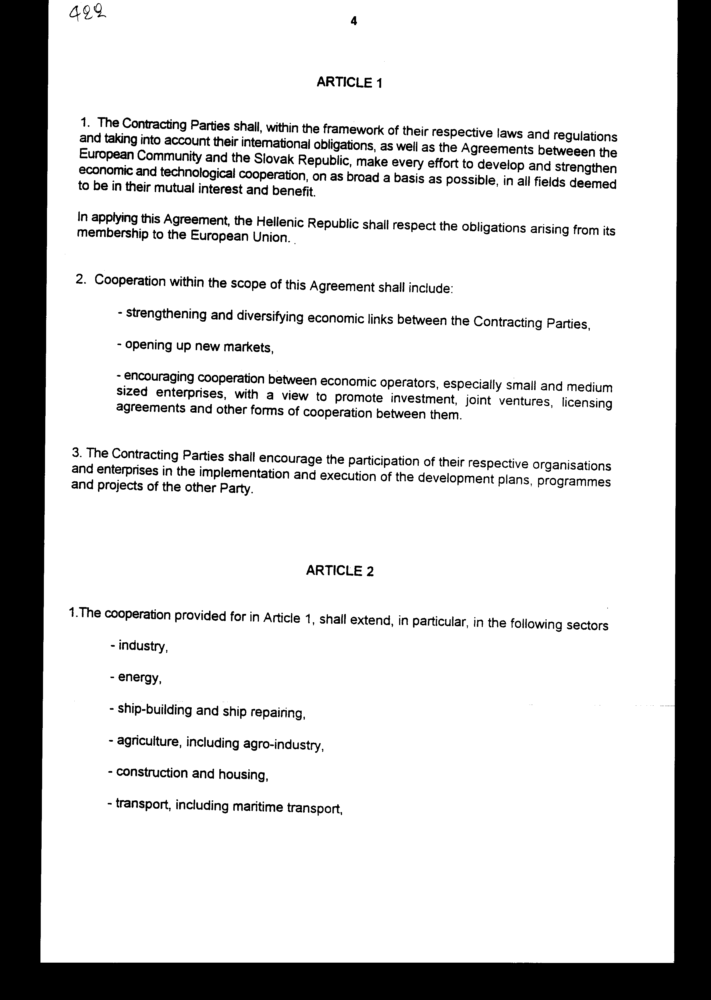 422
4
ARTICLE 1
1. The Contracting Parties shall, within the framework of their respective laws and regulations
and taking into account their international obligations, as well as the Agreements betweeen the
European Community and the Slovak Republic, make every effort to develop and strengthen
economic and technological cooperation, on as broad a basis as possible, in all fields deemed
to be in their mutual interest and benefit.
In applying this Agreement, the Hellenic Republic shall respect the obligations arising from its
membership to the European Union.
2. Cooperation within the scope of this Agreement shall include:
- strengthening and diversifying economic links between the Contracting Parties,
- opening up new markets,
- encouraging cooperation between economic operators, especially small and medium
sized enterprises, with a view to promote investment, joint ventures, licensing
agreements and other forms of cooperation between them.
3. The Contracting Parties shall encourage the participation of their respective organisations
and enterprises in the implementation and execution of the development plans, programmes
and projects of the other Party.
ARTICLE 2
1.The cooperation provided for in Article 1, shall extend, in particular, in the following sectors
- industry,
- energy,
- ship-building and ship repairing,
- agriculture, including agro-industry,
- construction and housing,
- transport, including maritime transport,